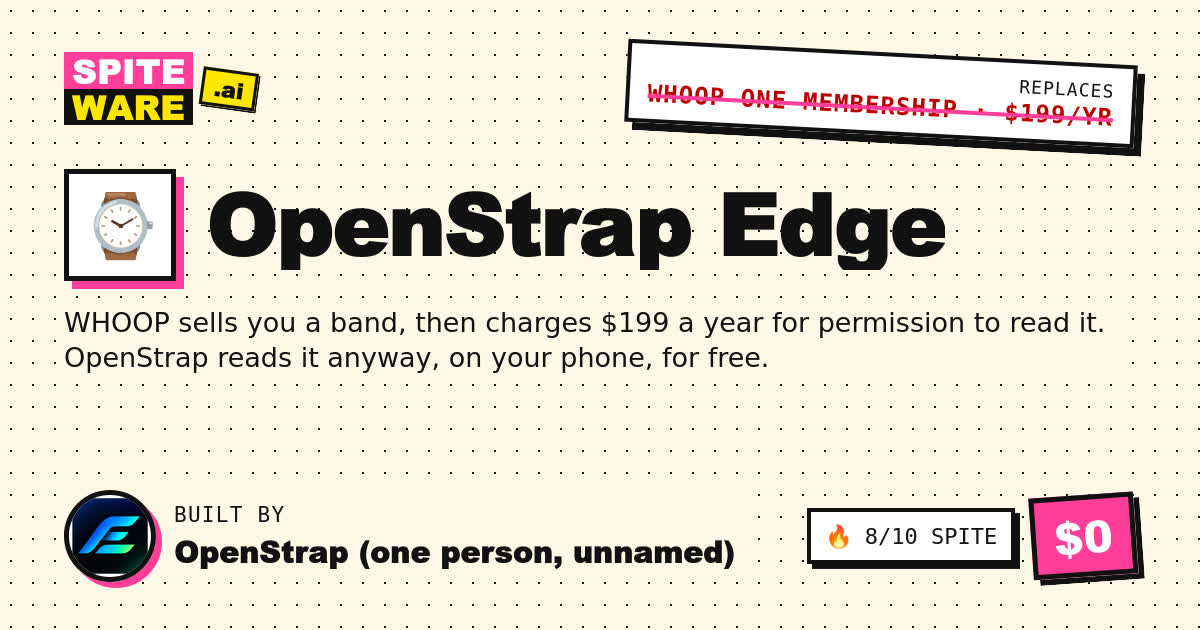 SPITE
WARE
.ai
REPLACES
WHOOP ONE MEMBERSHIP · $199/YR
OpenStrap Edge
WHOOP sells you a band, then charges $199 a year for permission to read it.
OpenStrap reads it anyway, on your phone, for free.
BUILT BY
OpenStrap (one person, unnamed)
🔥 8/10 SPITE
$0